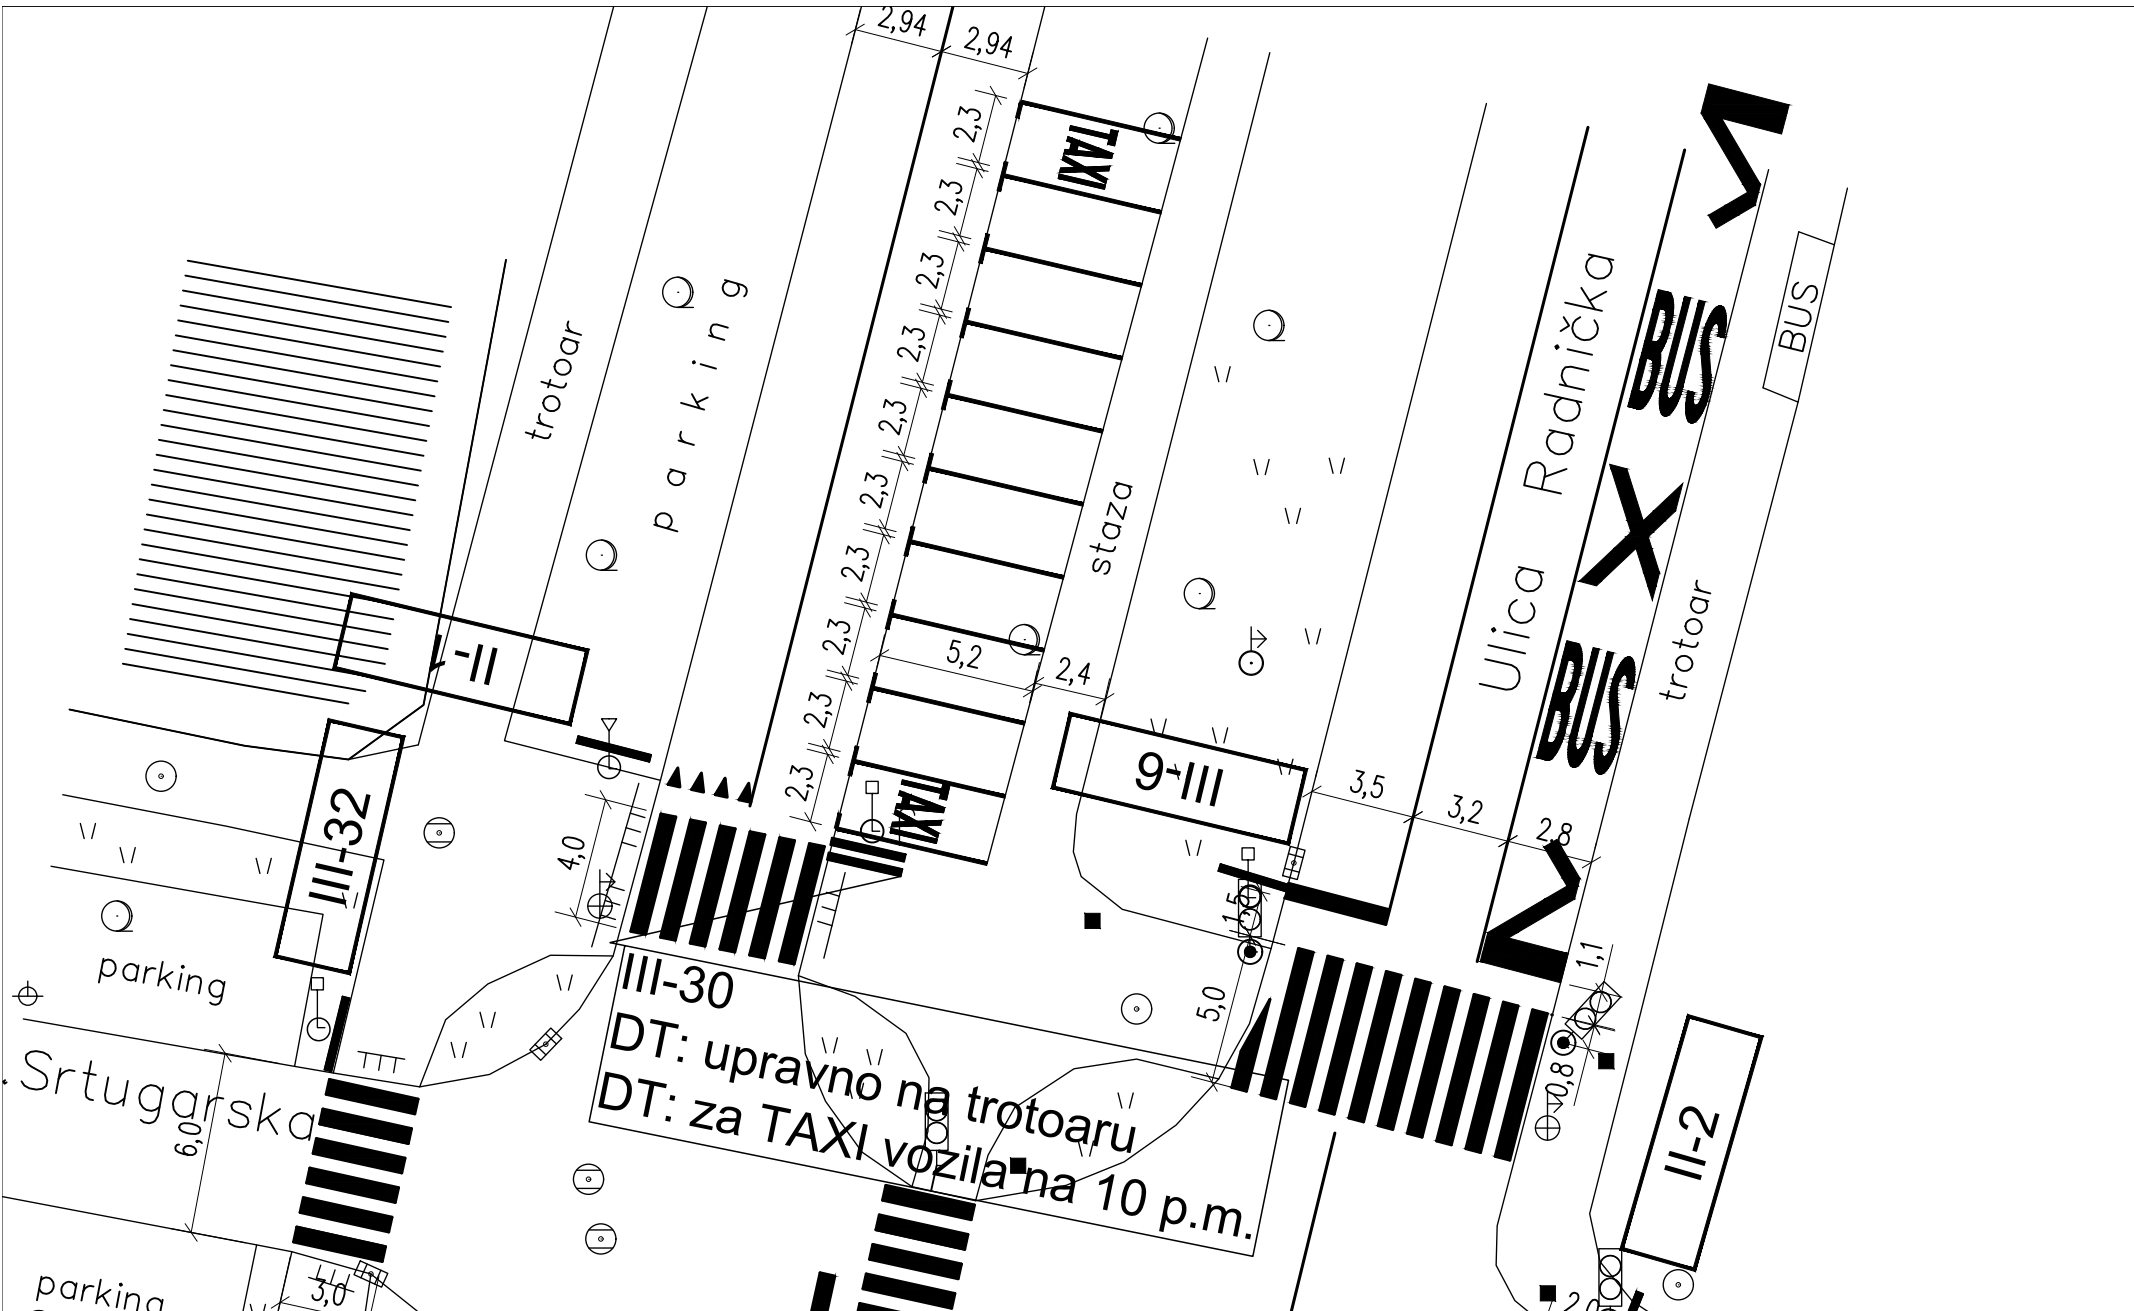 2,94
2,94
2,3
TAXI
2,3
2,3
2,3
2,3
2,3
2,3
2,3
2,3
2,3
TAXI
5,2
2,4
trotoar
parking
staza
Ulica Radnička
BUS
BUS
BUS
trotoar
III-9
3,5
3,2
2,8
III-32
4,0
1,5
1,1
5,0
0,8
II-2
parking
Srtugarska
6,0
III-30
DT: upravno na trotoaru
DT: za TAXI vozila na 10 p.m.
parking
3,0
2,0